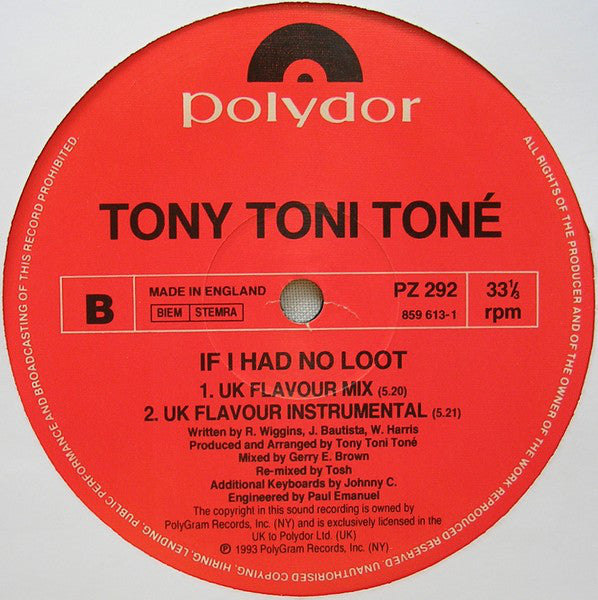 polydor
TONY TONI TONÉ
B
MADE IN ENGLAND
BIEM STEMRA
PZ 292
859 613-1
33⅓
rpm
IF I HAD NO LOOT
1. UK FLAVOUR MIX (5.20)
2. UK FLAVOUR INSTRUMENTAL (5.21)
Written by R. Wiggins, J. Bautista, W. Harris
Produced and Arranged by Tony Toni Toné
Mixed by Gerry E. Brown
Re-mixed by Tosh
Additional Keyboards by Johnny C.
Engineered by Paul Emanuel
The copyright in this sound recording is owned by
PolyGram Records, Inc. (NY) and is exclusively licensed in the
UK to Polydor Ltd. (UK)
℗ 1993 PolyGram Records, Inc. (NY)
ALL RIGHTS OF THE PRODUCER AND OF THE OWNER OF THE WORK REPRODUCED RESERVED. UNAUTHORISED COPYING, HIRING, LENDING, PUBLIC PERFORMANCE AND BROADCASTING OF THIS RECORD PROHIBITED.